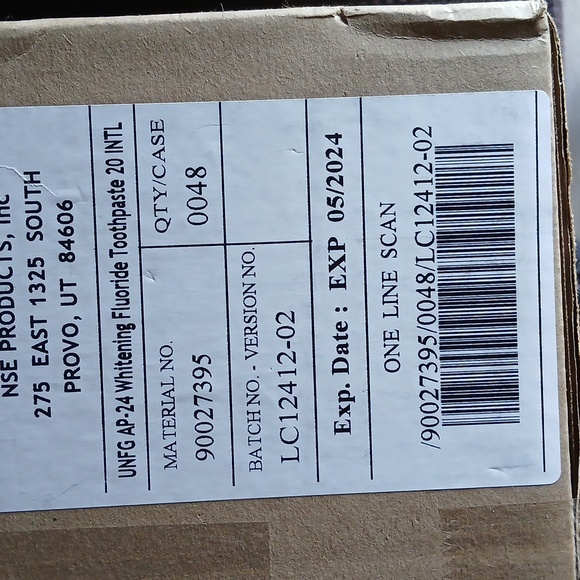 NSE PRODUCTS, Inc
275 EAST 1325 SOUTH
PROVO, UT 84606
UNFG AP-24 Whitening Fluoride Toothpaste 20 INTL
MATERIAL NO.
90027395
QTY/CASE
0048
BATCH NO. - VERSION NO.
LC12412-02
Exp. Date : EXP 05/2024
ONE LINE SCAN
/90027395/0048/LC12412-02